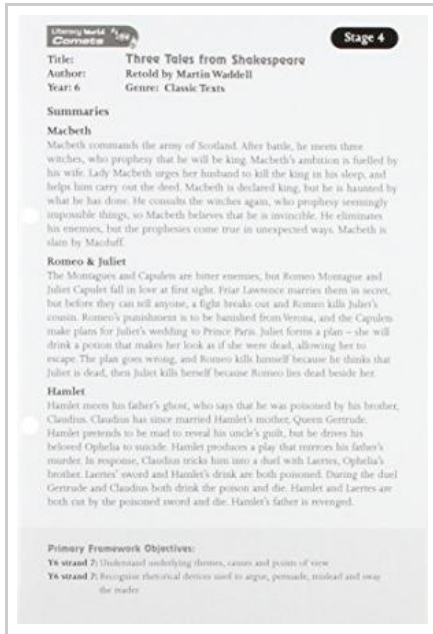 Literacy World
Comets
Stage 4
Title: Three Tales from Shakespeare
Author: Retold by Martin Waddell
Year: 6 Genre: Classic Texts
Summaries
Macbeth
Macbeth commands the army of Scotland. After battle, he meets three
witches, who prophesy that he will be king. Macbeth's ambition is fuelled by
his wife. Lady Macbeth urges her husband to kill the king in his sleep, and
helps him carry out the deed. Macbeth is declared king, but he is haunted by
what he has done. He consults the witches again, who prophesy seemingly
impossible things, so Macbeth believes that he is invincible. He eliminates
his enemies, but the prophesies come true in unexpected ways. Macbeth is
slain by Macduff.
Romeo & Juliet
The Montagues and Capulets are bitter enemies, but Romeo Montague and
Juliet Capulet fall in love at first sight. Friar Lawrence marries them in secret,
but before they can tell anyone, a fight breaks out and Romeo kills Juliet's
cousin. Romeo's punishment is to be banished from Verona, and the Capulets
make plans for Juliet's wedding to Prince Paris. Juliet forms a plan – she will
drink a potion that makes her look as if she were dead, allowing her to
escape. The plan goes wrong, and Romeo kills himself because he thinks that
Juliet is dead, then Juliet kills herself because Romeo lies dead beside her.
Hamlet
Hamlet meets his father's ghost, who says that he was poisoned by his brother,
Claudius. Claudius has since married Hamlet's mother, Queen Gertrude.
Hamlet pretends to be mad to reveal his uncle's guilt, but he drives his
beloved Ophelia to suicide. Hamlet produces a play that mirrors his father's
murder. In response, Claudius tricks him into a duel with Laertes, Ophelia's
brother. Laertes' sword and Hamlet's drink are both poisoned. During the duel
Gertrude and Claudius both drink the poison and die. Hamlet and Laertes are
both cut by the poisoned sword and die. Hamlet's father is revenged.
Primary Framework Objectives:
Y6 strand 7: Understand underlying themes, causes and points of view
Y6 strand 7: Recognise rhetorical devices used to argue, persuade, mislead and sway
the reader